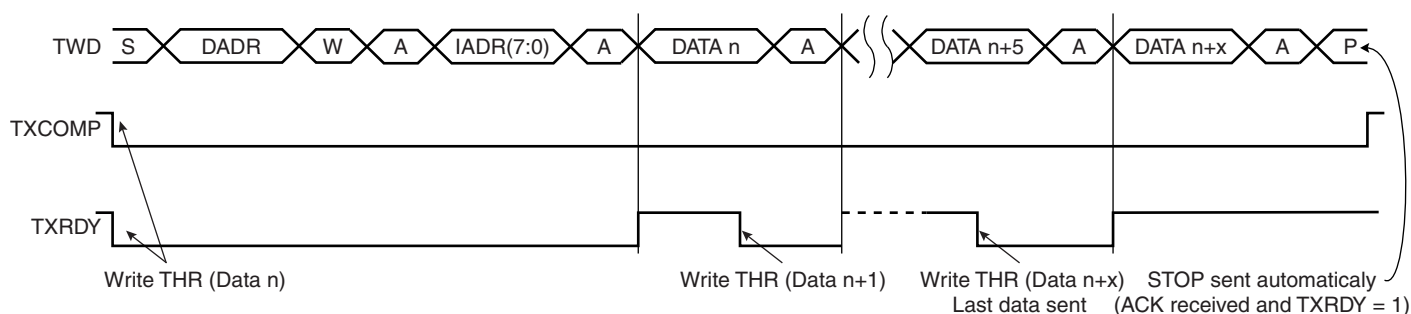 TWD S DADR W A IADR(7:0) A DATA n A DATA n+5 A DATA n+x A P
TXCOMP
TXRDY
Write THR (Data n) Write THR (Data n+1) Write THR (Data n+x) STOP sent automaticaly
Last data sent (ACK received and TXRDY = 1)